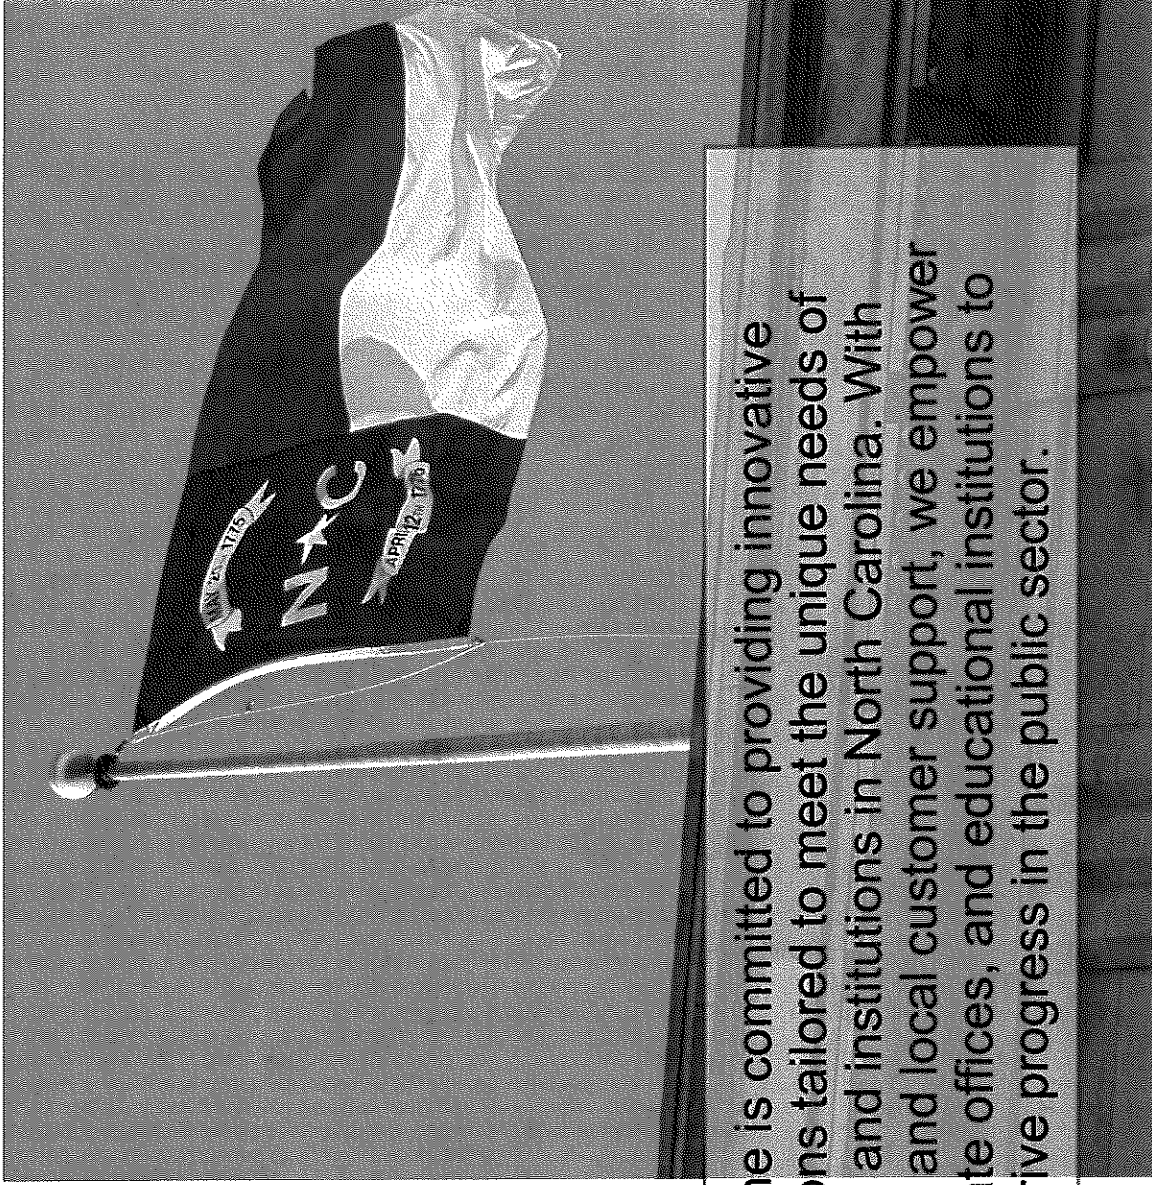 MAY 20TH 1775
N★C
APRIL 12TH 1776
ne is committed to providing innovative
ons tailored to meet the unique needs of
and institutions in North Carolina. With
and local customer support, we empower
te offices, and educational institutions to
ive progress in the public sector.